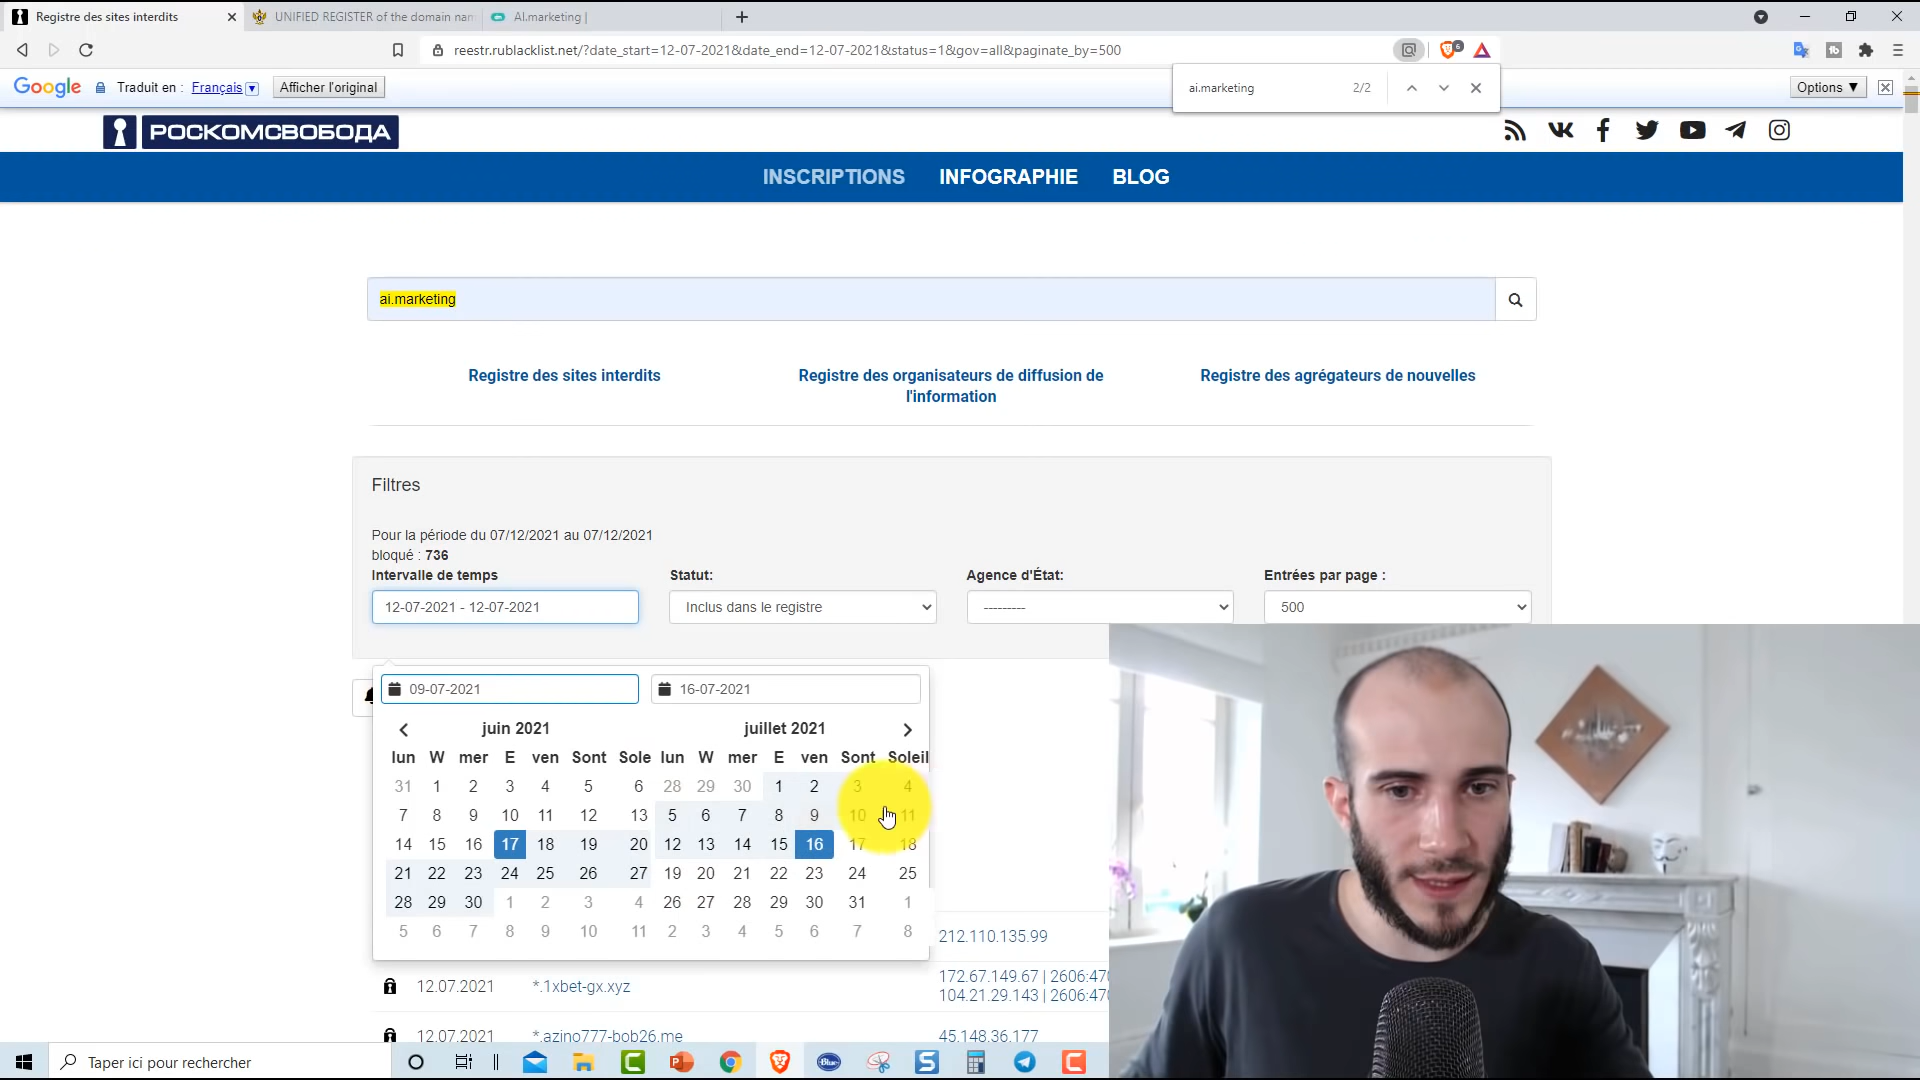 Registre des sites interdits
UNIFIED REGISTER of the domain nam
AI.marketing |
reestr.rublacklist.net/?date_start=12-07-2021&date_end=12-07-2021&status=1&gov=all&paginate_by=500
6
Google
Traduit en :
Français
Afficher l'original
ai.marketing
2/2
Options ▼
РОСКОМСВОБОДА
INSCRIPTIONS
INFOGRAPHIE
BLOG
ai.marketing
Registre des sites interdits
Registre des organisateurs de diffusion de
l'information
Registre des agrégateurs de nouvelles
Filtres
Pour la période du 07/12/2021 au 07/12/2021
bloqué : 736
Intervalle de temps
Statut:
Agence d'État:
Entrées par page :
12-07-2021 - 12-07-2021
Inclus dans le registre
---------
500
09-07-2021
16-07-2021
juin 2021
juillet 2021
lun W mer E ven Sont Sole lun W mer E ven Sont Soleil
31 1 2 3 4 5 6 28 29 30 1 2 3 4
7 8 9 10 11 12 13 5 6 7 8 9 10 11
14 15 16 17 18 19 20 12 13 14 15 16 17 18
21 22 23 24 25 26 27 19 20 21 22 23 24 25
28 29 30 1 2 3 4 26 27 28 29 30 31 1
5 6 7 8 9 10 11 2 3 4 5 6 7 8
212.110.135.99
12.07.2021
*.1xbet-gx.xyz
172.67.149.67 | 2606:470
104.21.29.143 | 2606:470
12.07.2021
*.azino777-bob26.me
45.148.36.177
Taper ici pour rechercher
Blue